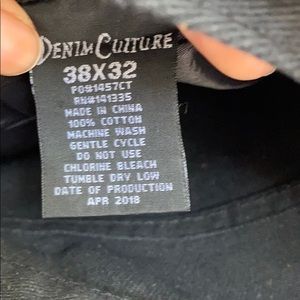 DENIM CULTURE
38X32
PO#1457CT
RN#141335
MADE IN CHINA
100% COTTON
MACHINE WASH
GENTLE CYCLE
DO NOT USE
CHLORINE BLEACH
TUMBLE DRY LOW
DATE OF PRODUCTION
APR 2018